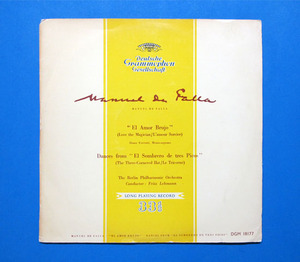 Deutsche
Grammophon
Gesellschaft
Manuel de Falla
MANUEL DE FALLA
"El Amor Brujo"
(Love the Magician/L'amour Sorcier)
Dances from "El Sombrero de tres Picos"
(The Three-Cornered Hat/Le Tricorne)
The Berlin Philharmonic Orchestra
Conductor: Fritz Lehmann
LONG PLAYING RECORD
33⅓
DGM 18177